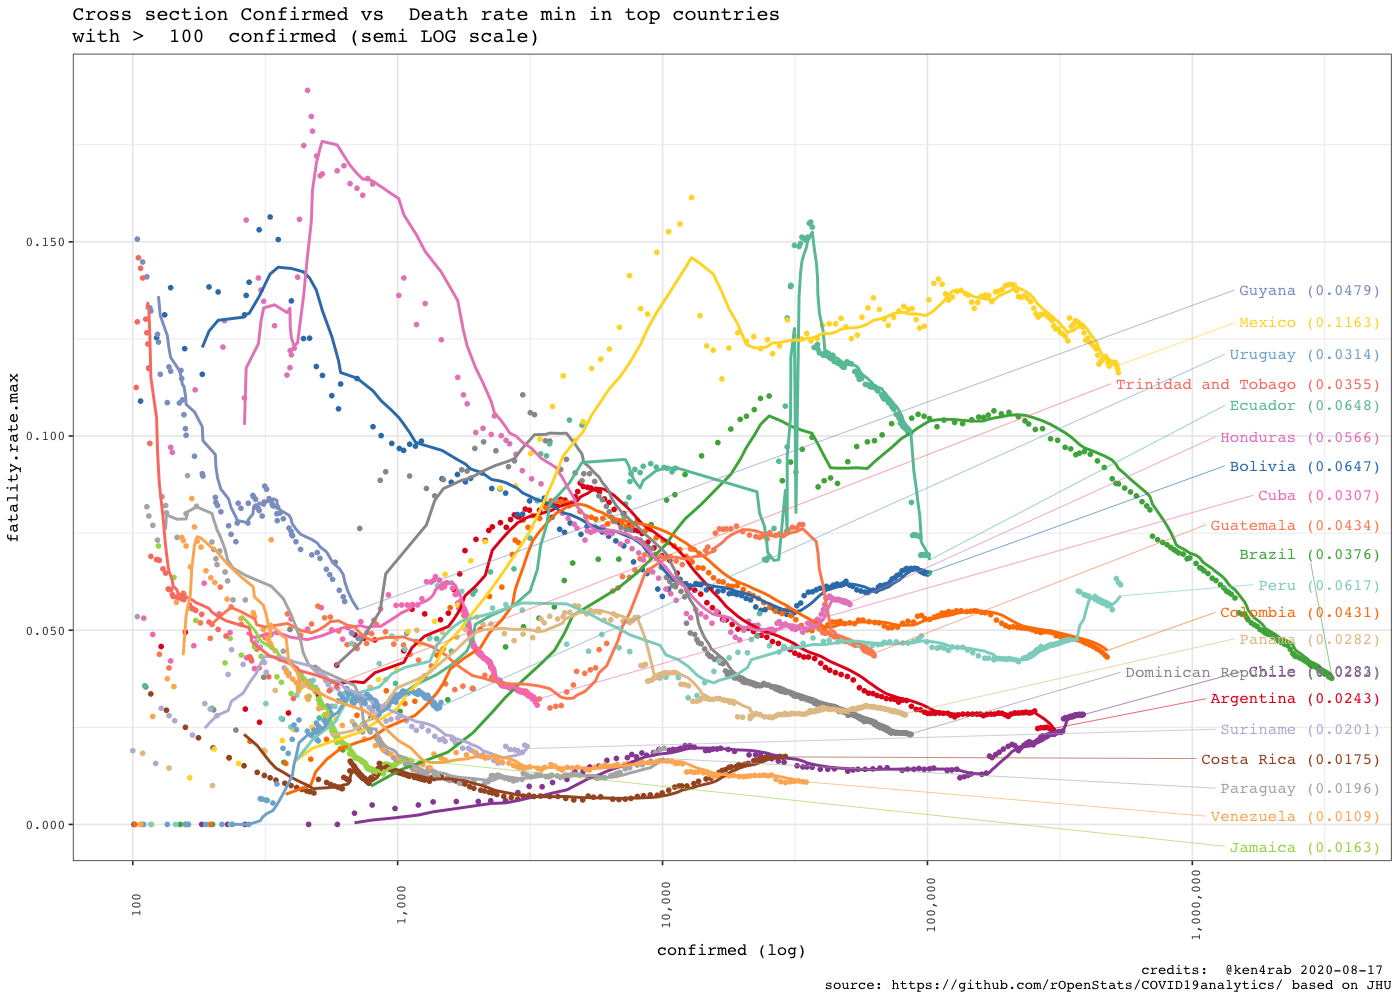 Cross section Confirmed vs  Death rate min in top countries
with >  100  confirmed (semi LOG scale)
fatality.rate.max
0.150
0.100
0.050
0.000
Guyana (0.0479)
Mexico (0.1163)
Uruguay (0.0314)
Trinidad and Tobago (0.0355)
Ecuador (0.0648)
Honduras (0.0566)
Bolivia (0.0647)
Cuba (0.0307)
Guatemala (0.0434)
Brazil (0.0376)
Peru (0.0617)
Colombia (0.0431)
Panama (0.0282)
Dominican
Chile
Argentina (0.0243)
Suriname (0.0201)
Costa Rica (0.0175)
Paraguay (0.0196)
Venezuela (0.0109)
Jamaica (0.0163)
100
1,000
10,000
100,000
1,000,000
confirmed (log)
credits:  @ken4rab 2020-08-17
source: https://github.com/rOpenStats/COVID19analytics/ based on JHU